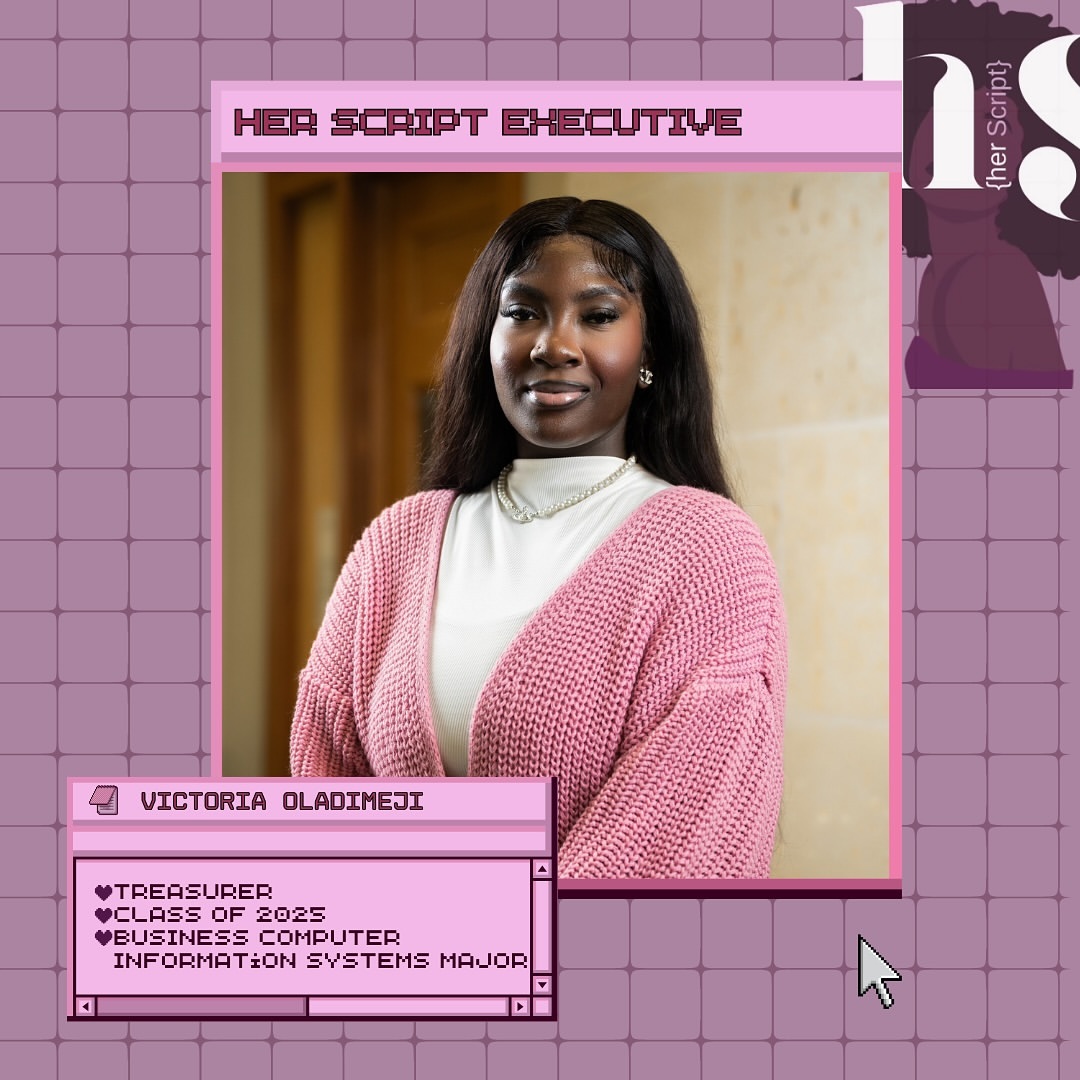 hs
{her Script}
HER SCRIPT EXECUTIVE
VICTORIA OLADIMEJI
TREASURER
CLASS OF 2025
BUSINESS COMPUTER
INFORMATiON SYSTEMS MAJOR